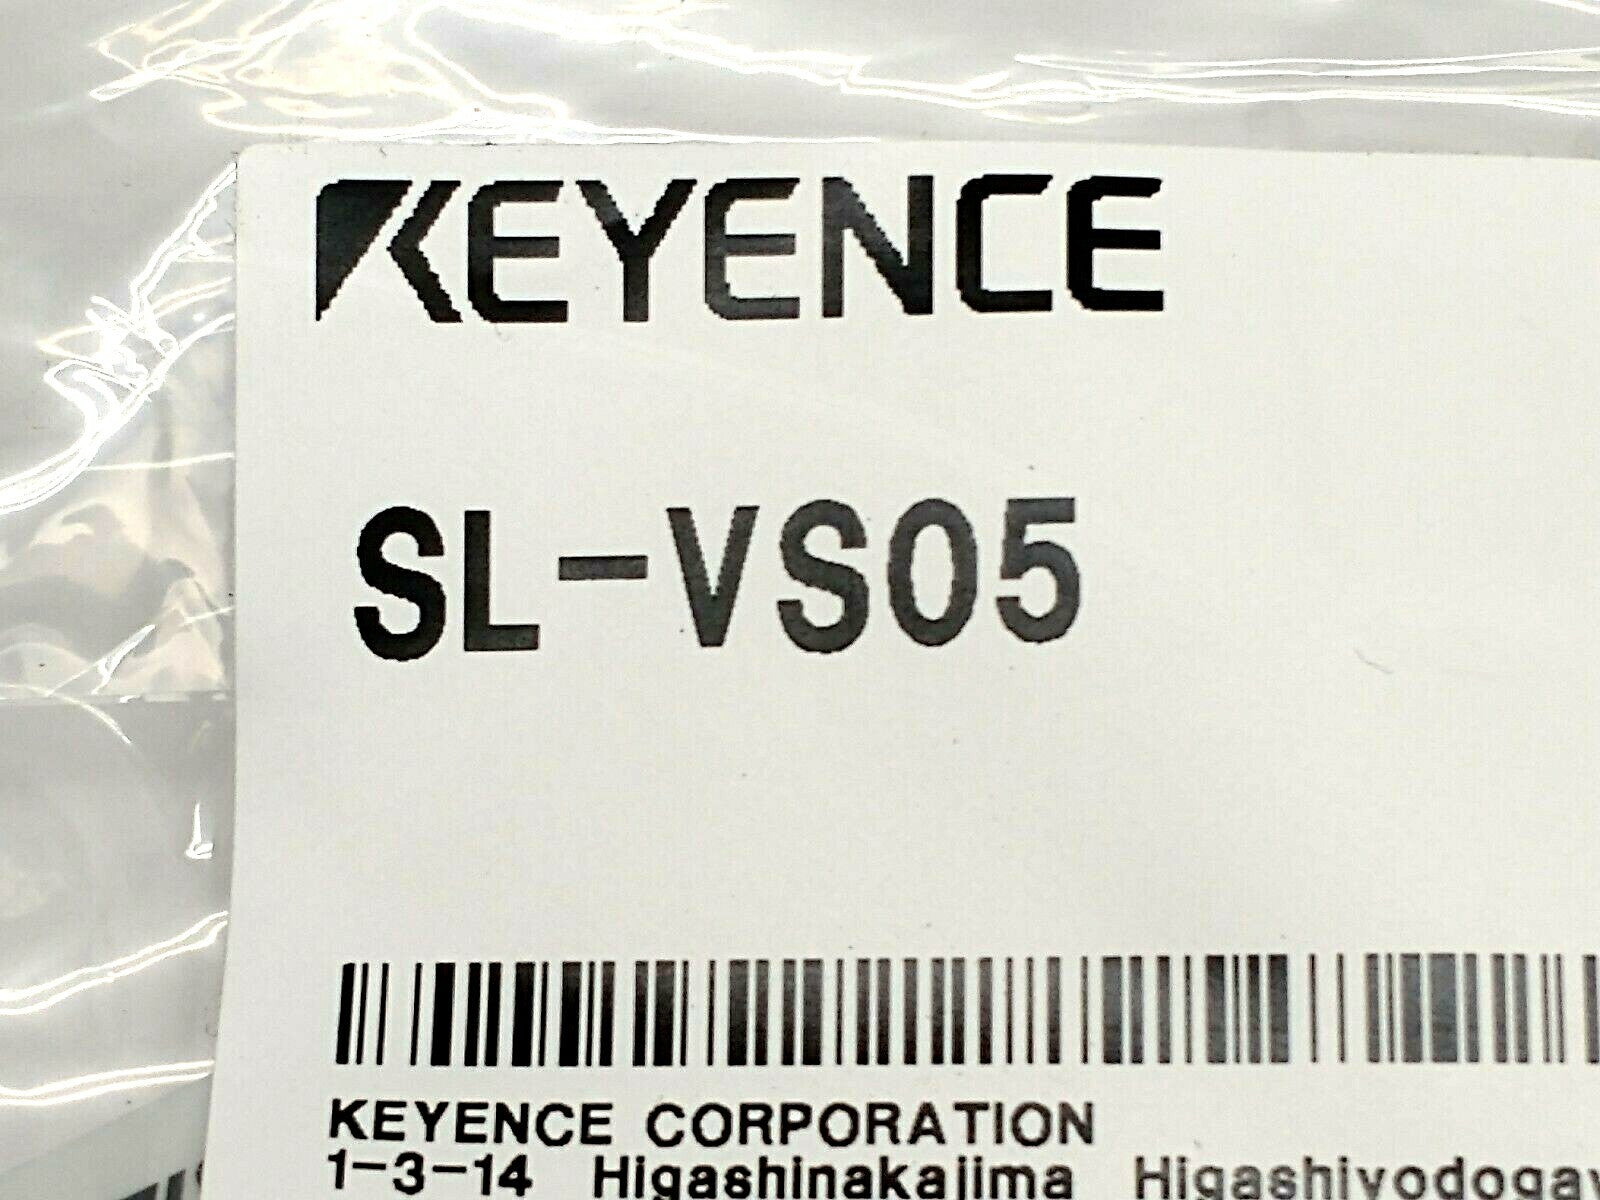 KEYENCE
SL-VS05
KEYENCE CORPORATION
1-3-14 Higashinakajima